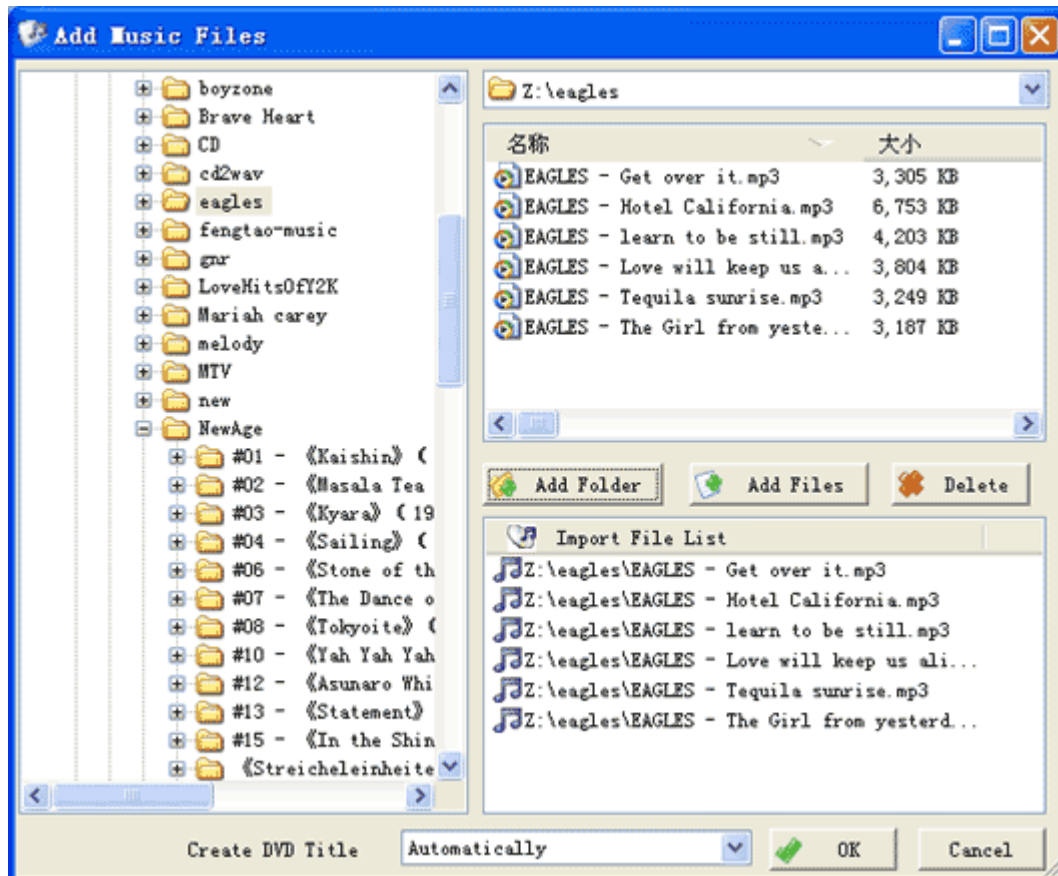 Add Music Files
boyzone
Brave Heart
CD
cd2wav
eagles
fengtao-music
gnr
LoveHitsOfY2K
Mariah carey
melody
MTV
new
NewAge
#01 - 《Kaishin》 (
#02 - 《Masala Tea
#03 - 《Kyara》 (19
#04 - 《Sailing》 (
#06 - 《Stone of th
#07 - 《The Dance o
#08 - 《Tokyoite》 (
#10 - 《Yah Yah Yah
#12 - 《Asunaro Whi
#13 - 《Statement》
#15 - 《In the Shin
《Streicheleinheite
Z:\eagles
名称 大小
EAGLES - Get over it.mp3 3,305 KB
EAGLES - Hotel California.mp3 6,753 KB
EAGLES - learn to be still.mp3 4,203 KB
EAGLES - Love will keep us a... 3,804 KB
EAGLES - Tequila sunrise.mp3 3,249 KB
EAGLES - The Girl from yeste... 3,187 KB
Add Folder Add Files Delete
Import File List
Z:\eagles\EAGLES - Get over it.mp3
Z:\eagles\EAGLES - Hotel California.mp3
Z:\eagles\EAGLES - learn to be still.mp3
Z:\eagles\EAGLES - Love will keep us ali...
Z:\eagles\EAGLES - Tequila sunrise.mp3
Z:\eagles\EAGLES - The Girl from yesterd...
Create DVD Title Automatically OK Cancel